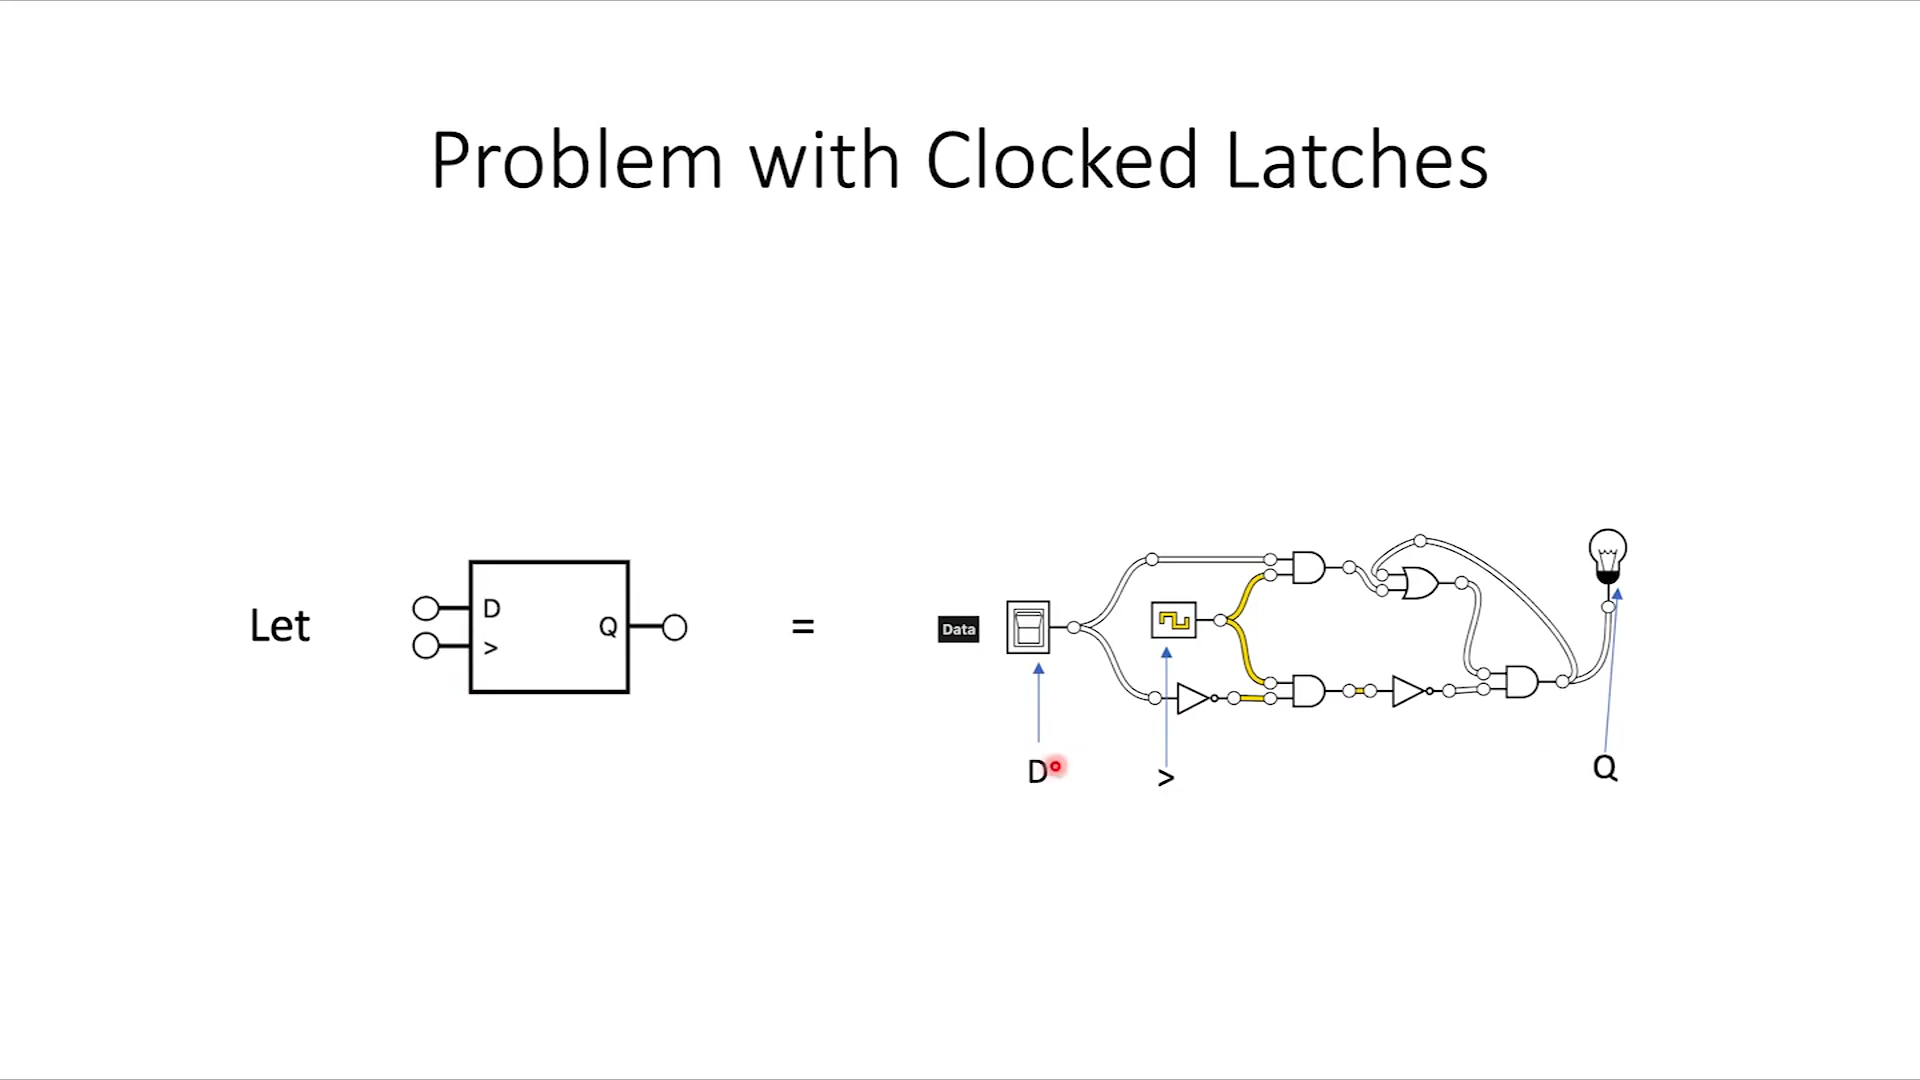 Problem with Clocked Latches
Let
D
>
Q
=
Data
D
>
Q